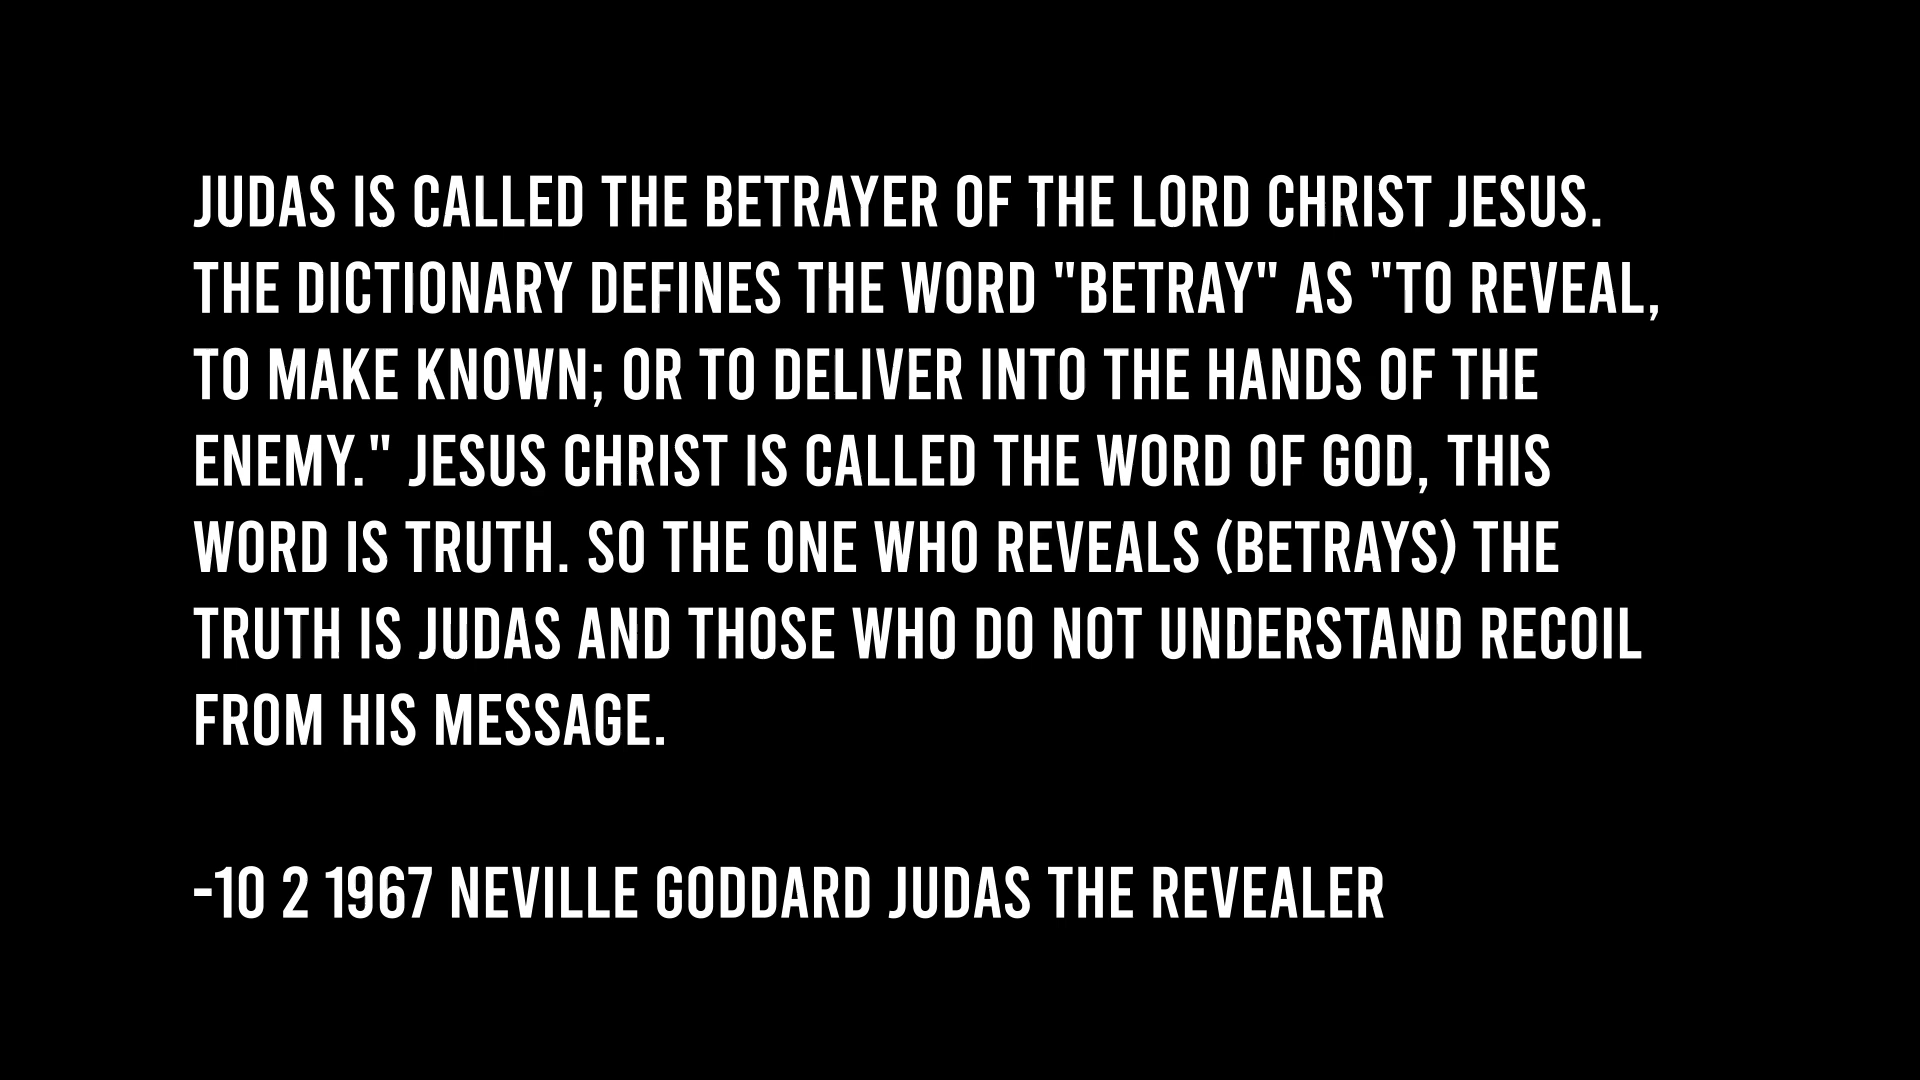 JUDAS IS CALLED THE BETRAYER OF THE LORD CHRIST JESUS.
THE DICTIONARY DEFINES THE WORD "BETRAY" AS "TO REVEAL,
TO MAKE KNOWN; OR TO DELIVER INTO THE HANDS OF THE
ENEMY." JESUS CHRIST IS CALLED THE WORD OF GOD, THIS
WORD IS TRUTH. SO THE ONE WHO REVEALS (BETRAYS) THE
TRUTH IS JUDAS AND THOSE WHO DO NOT UNDERSTAND RECOIL
FROM HIS MESSAGE.
-10 2 1967 NEVILLE GODDARD JUDAS THE REVEALER